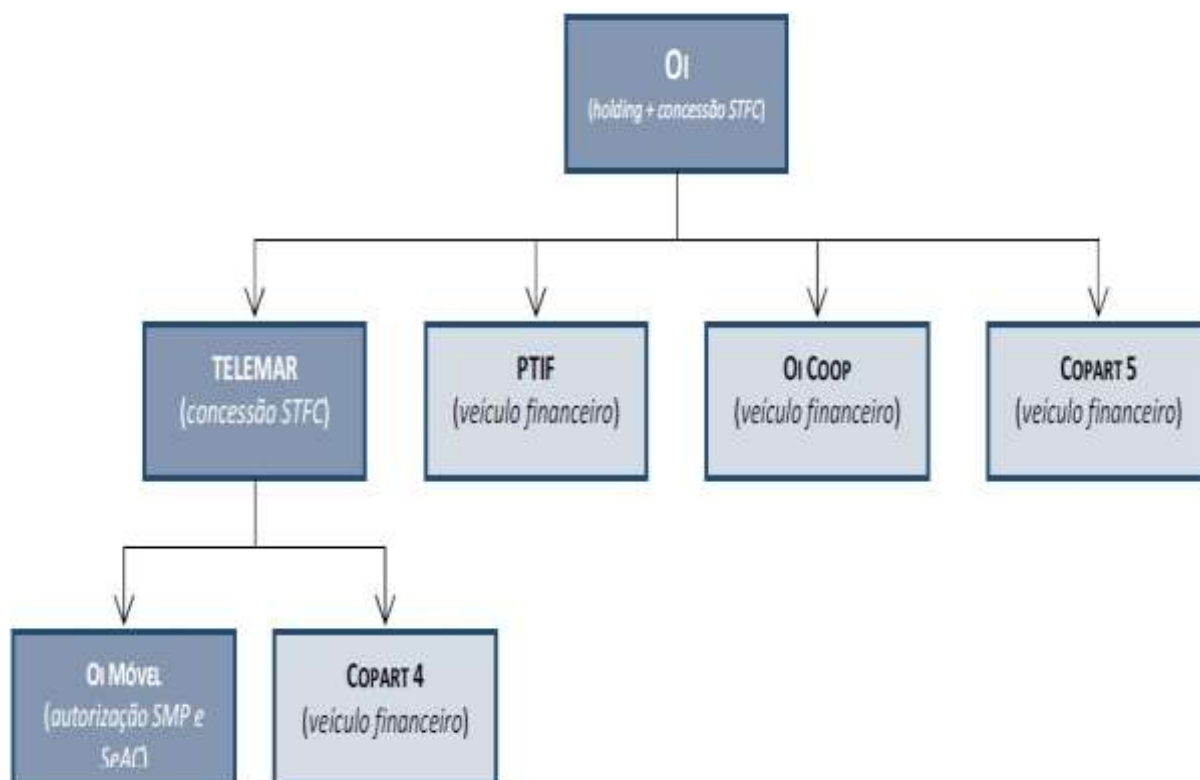 OI
(holding + concessão STFC)
TELEMAR
(concessão STFC)
PTIF
(veículo financeiro)
OI COOP
(veículo financeiro)
COPART 5
(veículo financeiro)
OI MÓVEL
(autorização SMP e
SeAC)
COPART 4
(veículo financeiro)